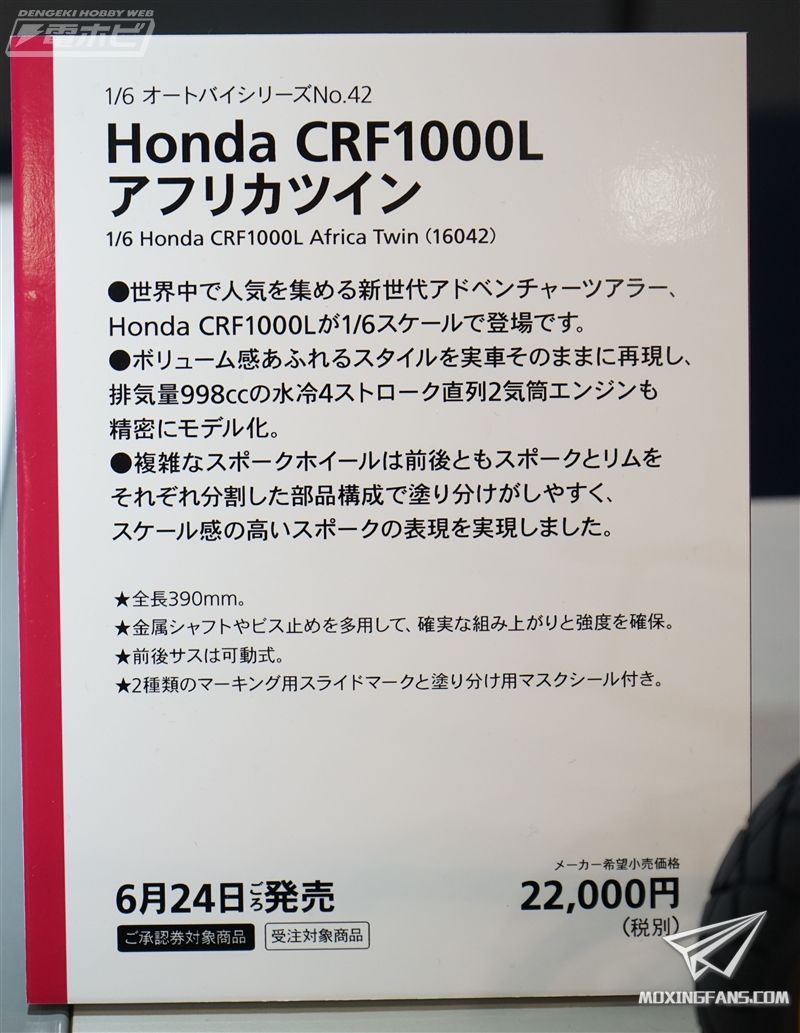 DENGEKI HOBBY WEB
電ホビ
1/6 オートバイシリーズNo.42
Honda CRF1000L
アフリカツイン
1/6 Honda CRF1000L Africa Twin (16042)
●世界中で人気を集める新世代アドベンチャーツアラー、
Honda CRF1000Lが1/6スケールで登場です。
●ボリューム感あふれるスタイルを実車そのままに再現し、
排気量998ccの水冷4ストローク直列2気筒エンジンも
精密にモデル化。
●複雑なスポークホイールは前後ともスポークとリムを
それぞれ分割した部品構成で塗り分けがしやすく、
スケール感の高いスポークの表現を実現しました。
★全長390mm。
★金属シャフトやビス止めを多用して、確実な組み上がりと強度を確保。
★前後サスは可動式。
★2種類のマーキング用スライドマークと塗り分け用マスクシール付き。
6月24日ごろ発売
ご承認券対象商品 受注対象商品
メーカー希望小売価格
22,000円
(税別)
MOXINGFANS.COM